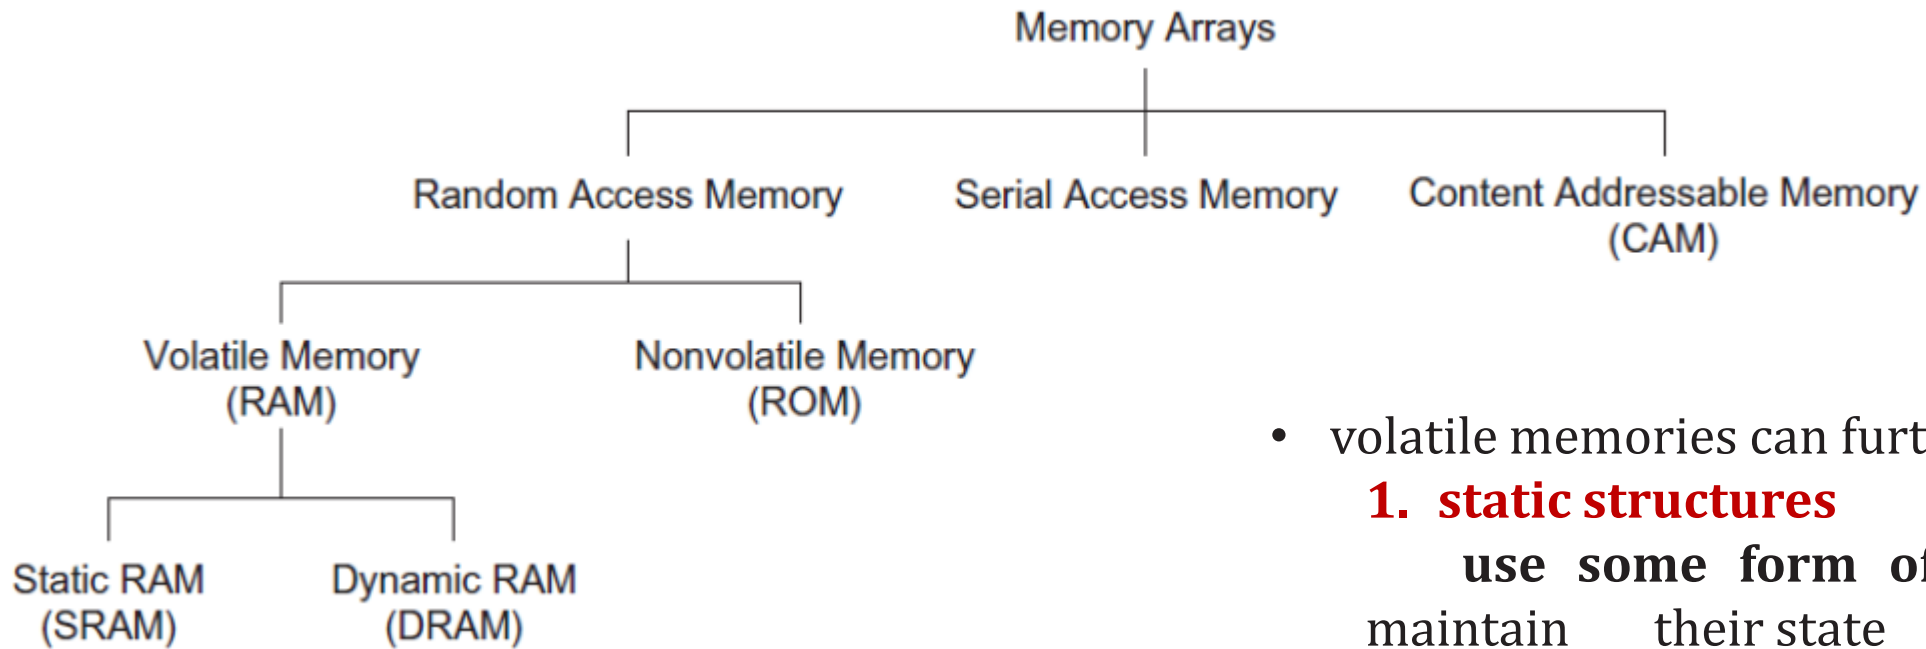 Memory Arrays
Random Access Memory
Serial Access Memory
Content Addressable Memory
(CAM)
Volatile Memory
(RAM)
Nonvolatile Memory
(ROM)
Static RAM
(SRAM)
Dynamic RAM
(DRAM)
• volatile memories can furt
1. static structures
use some form of
maintain their state